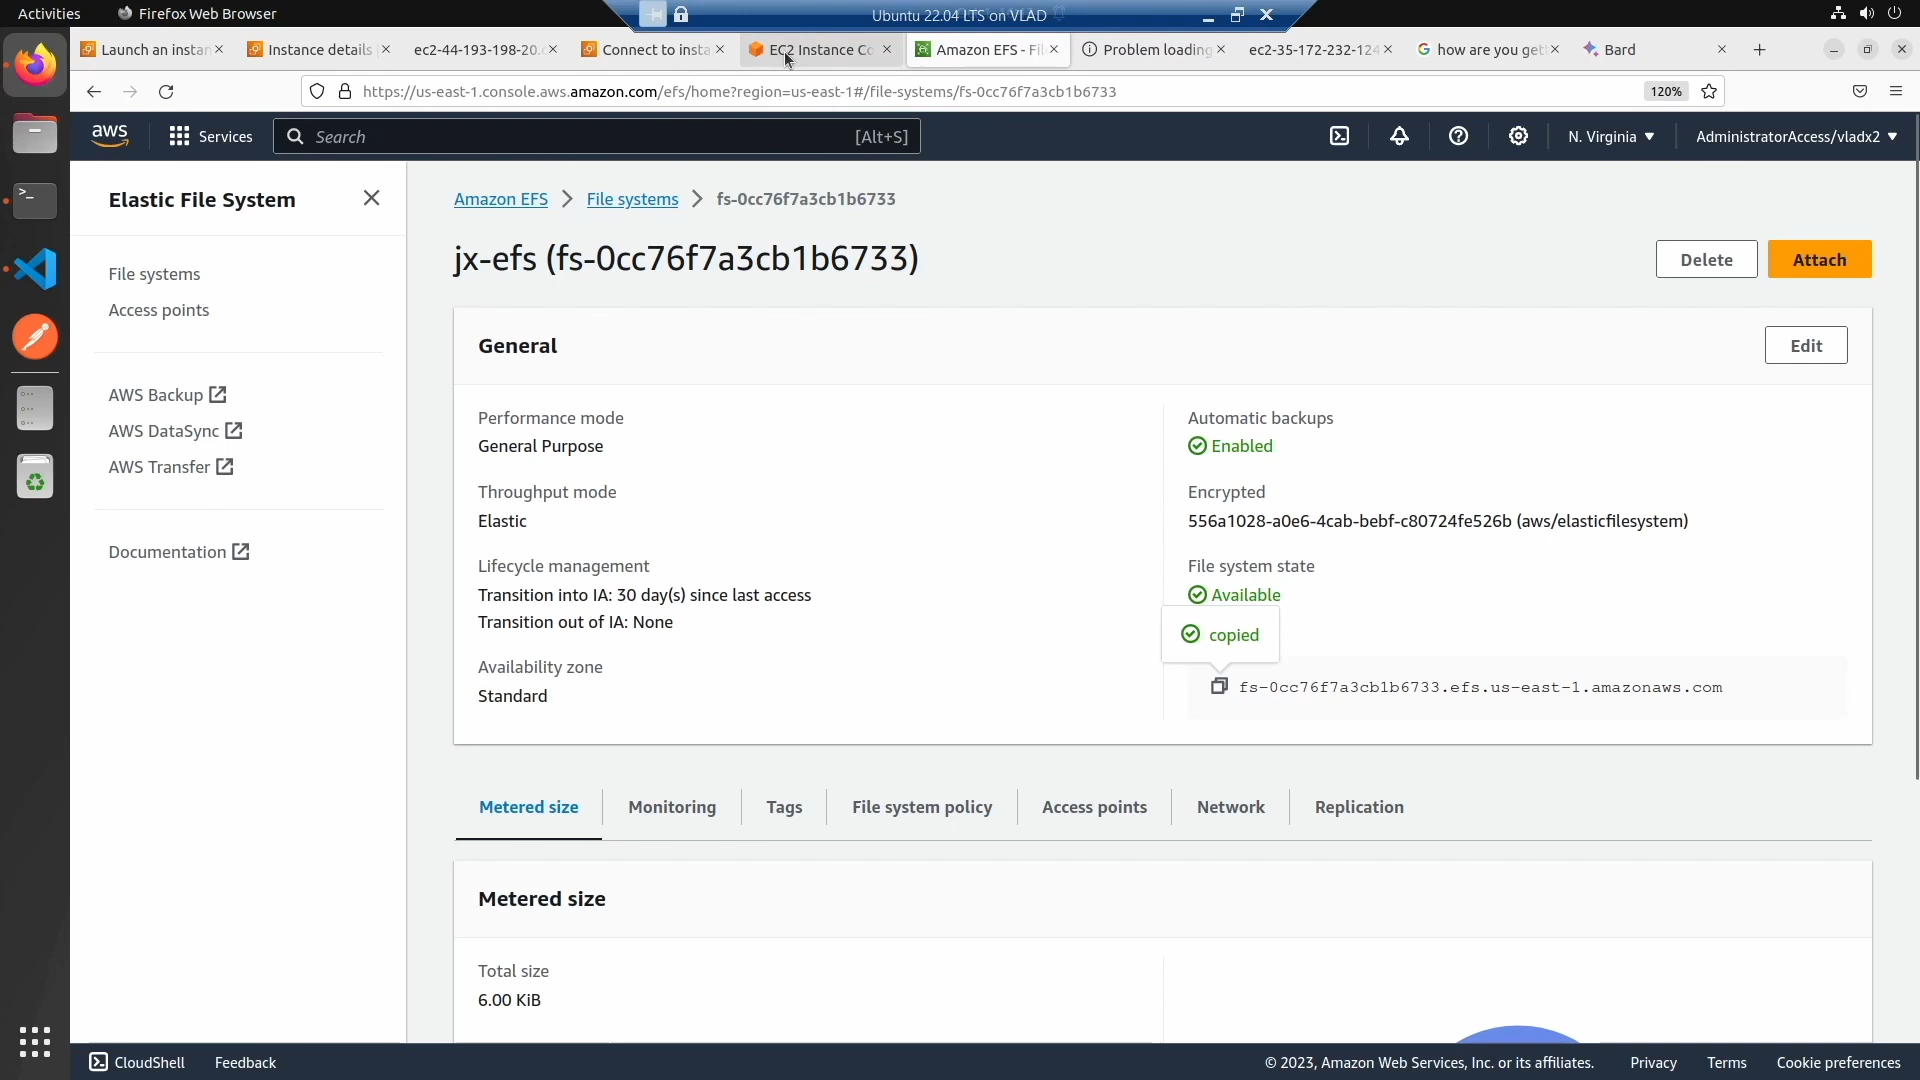 Activities
Firefox Web Browser
Ubuntu 22.04 LTS on VLAD
Launch an instan
Instance details
ec2-44-193-198-20.
Connect to insta
EC2 Instance Co
Amazon EFS - Fil
Problem loading
ec2-35-172-232-124
how are you get
Bard
https://us-east-1.console.aws.amazon.com/efs/home?region=us-east-1#/file-systems/fs-0cc76f7a3cb1b6733
120%
aws
Services
Search
[Alt+S]
N. Virginia
AdministratorAccess/vladx2
Elastic File System
File systems
Access points
AWS Backup
AWS DataSync
AWS Transfer
Documentation
Amazon EFS
File systems
fs-0cc76f7a3cb1b6733
jx-efs (fs-0cc76f7a3cb1b6733)
Delete
Attach
General
Edit
Performance mode
General Purpose
Throughput mode
Elastic
Lifecycle management
Transition into IA: 30 day(s) since last access
Transition out of IA: None
Availability zone
Standard
Automatic backups
Enabled
Encrypted
556a1028-a0e6-4cab-bebf-c80724fe526b (aws/elasticfilesystem)
File system state
Available
copied
fs-0cc76f7a3cb1b6733.efs.us-east-1.amazonaws.com
Metered size
Monitoring
Tags
File system policy
Access points
Network
Replication
Metered size
Total size
6.00 KiB
CloudShell
Feedback
© 2023, Amazon Web Services, Inc. or its affiliates.
Privacy
Terms
Cookie preferences